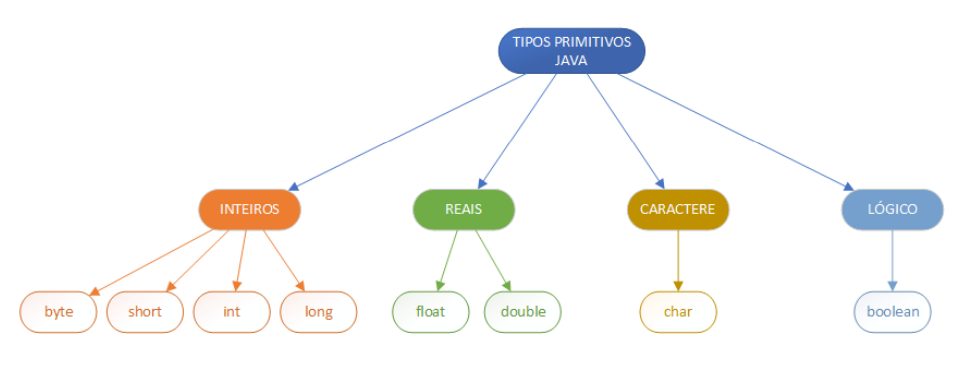 TIPOS PRIMITIVOS
JAVA
INTEIROS
REAIS
CARACTERE
LÓGICO
byte
short
int
long
float
double
char
boolean